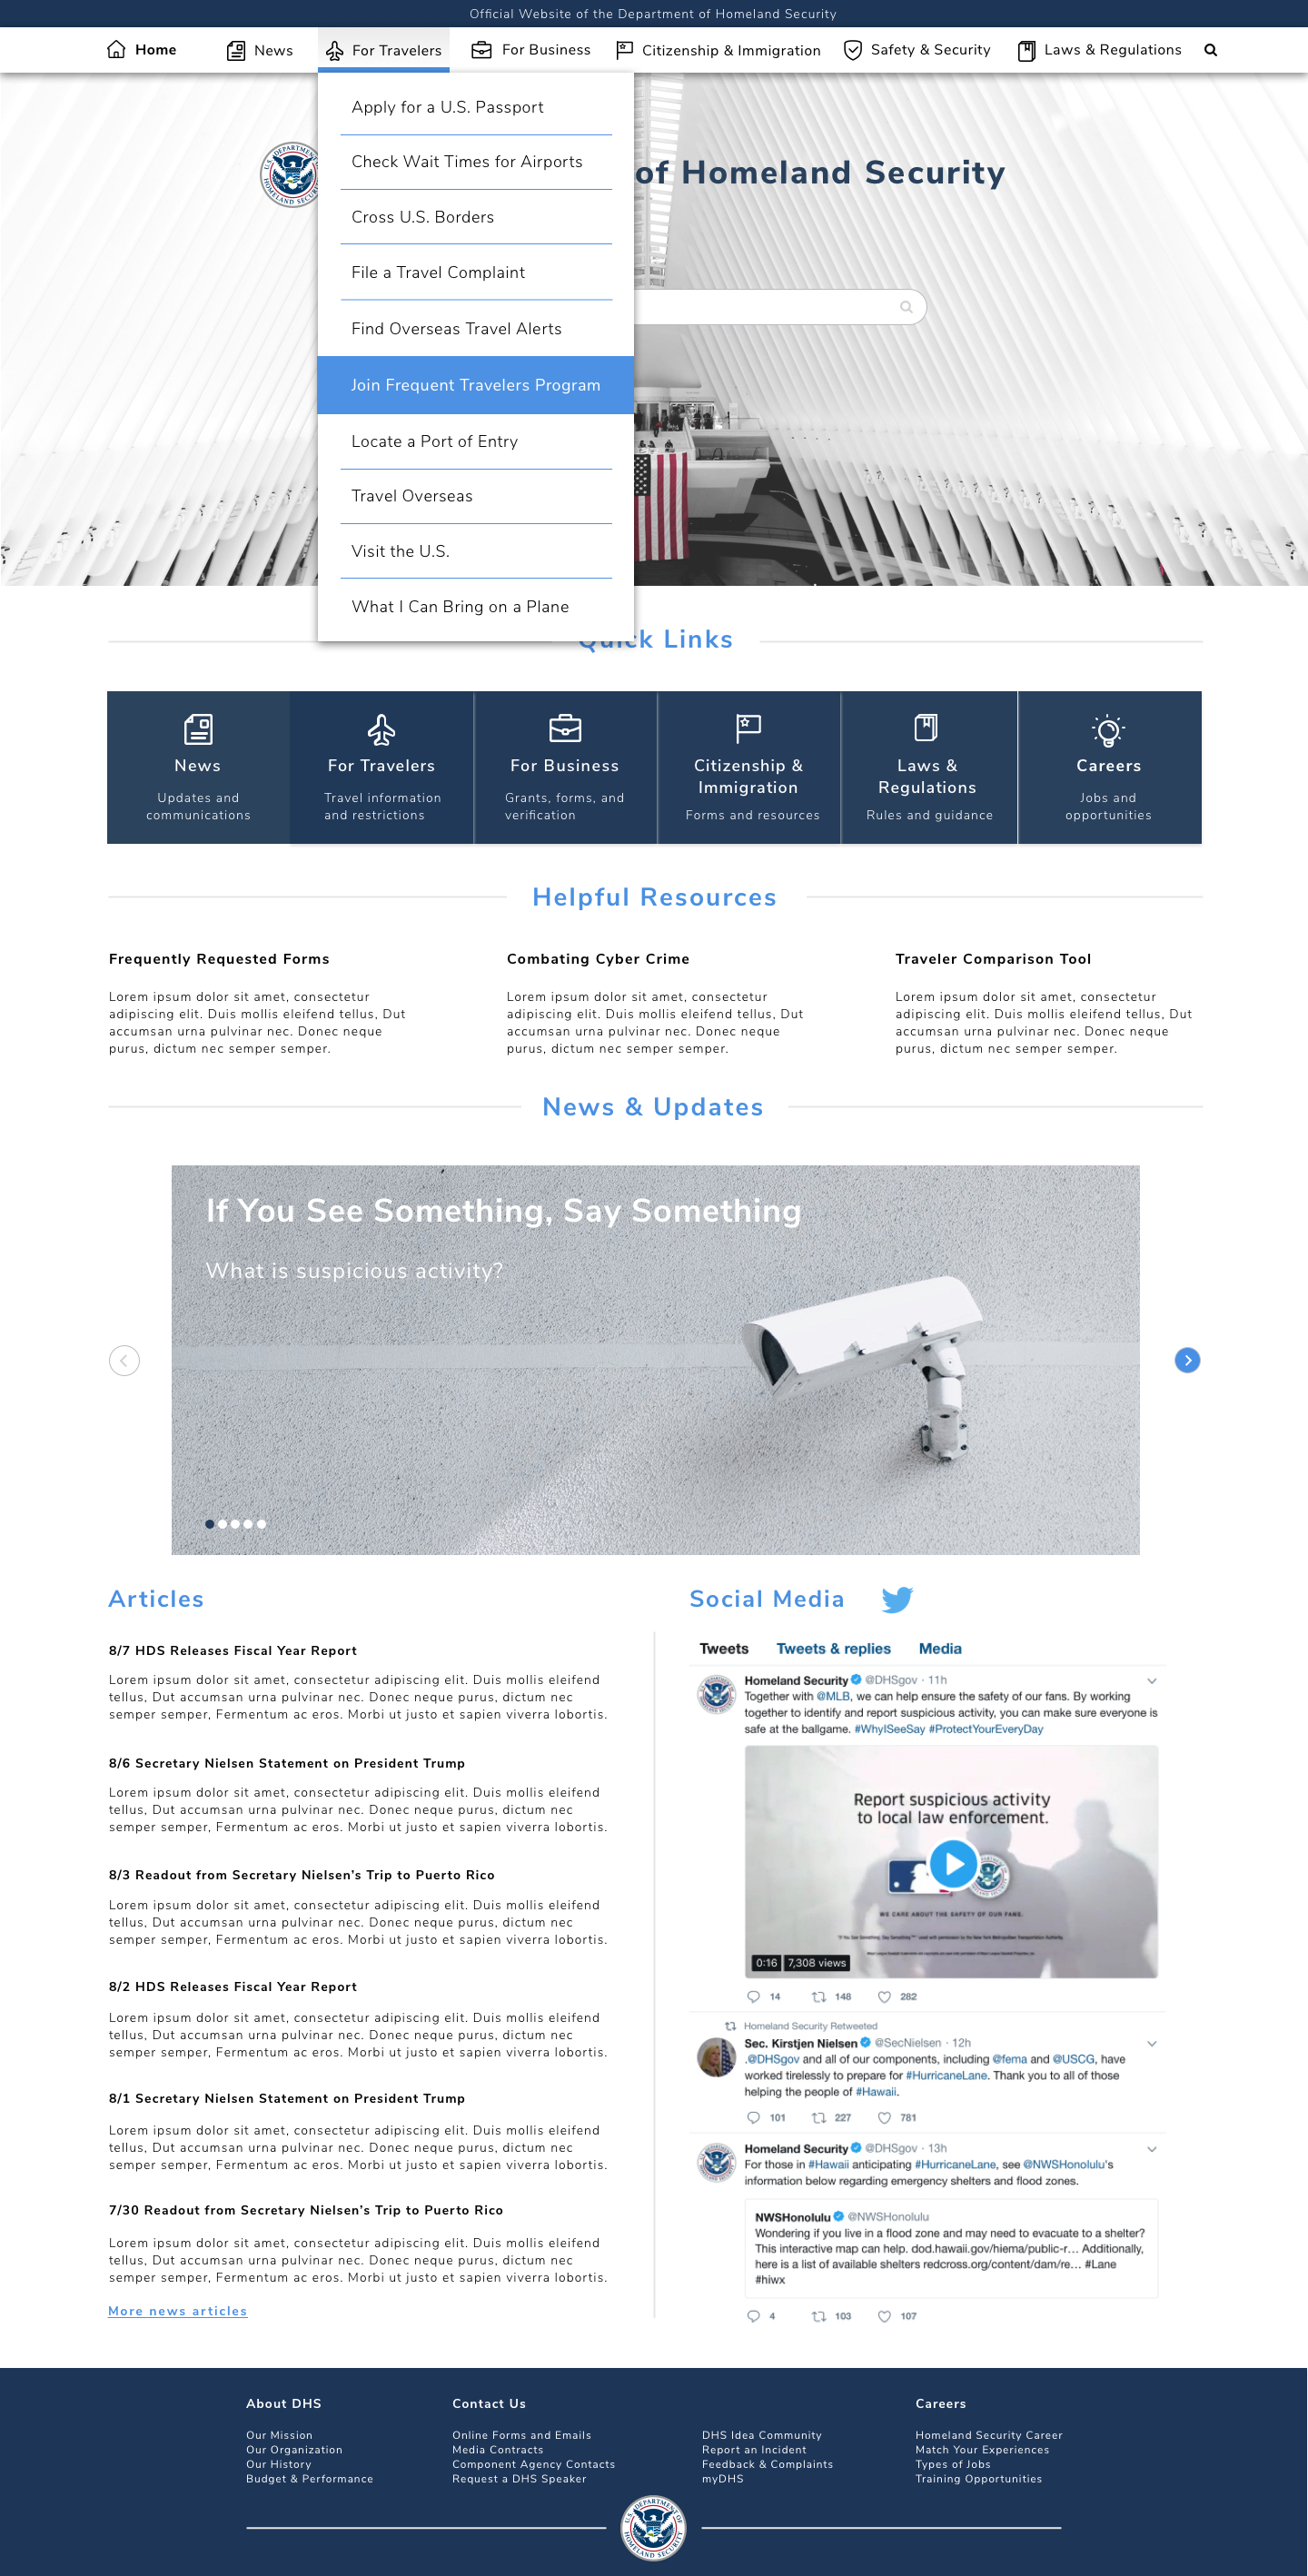 Official Website of the Department of Homeland Security
Home News For Travelers For Business Citizenship & Immigration Safety & Security Laws & Regulations
Apply for a U.S. Passport
Check Wait Times for Airports
Cross U.S. Borders
File a Travel Complaint
Find Overseas Travel Alerts
Join Frequent Travelers Program
Locate a Port of Entry
Travel Overseas
Visit the U.S.
What I Can Bring on a Plane
of Homeland Security
Quick Links
News
Updates and
communications
For Travelers
Travel information
and restrictions
For Business
Grants, forms, and
verification
Citizenship &
Immigration
Forms and resources
Laws &
Regulations
Rules and guidance
Careers
Jobs and
opportunities
Helpful Resources
Frequently Requested Forms
Lorem ipsum dolor sit amet, consectetur
adipiscing elit. Duis mollis eleifend tellus, Dut
accumsan urna pulvinar nec. Donec neque
purus, dictum nec semper semper.
Combating Cyber Crime
Lorem ipsum dolor sit amet, consectetur
adipiscing elit. Duis mollis eleifend tellus, Dut
accumsan urna pulvinar nec. Donec neque
purus, dictum nec semper semper.
Traveler Comparison Tool
Lorem ipsum dolor sit amet, consectetur
adipiscing elit. Duis mollis eleifend tellus, Dut
accumsan urna pulvinar nec. Donec neque
purus, dictum nec semper semper.
News & Updates
If You See Something, Say Something
What is suspicious activity?
Articles
8/7 HDS Releases Fiscal Year Report
Lorem ipsum dolor sit amet, consectetur adipiscing elit. Duis mollis eleifend
tellus, Dut accumsan urna pulvinar nec. Donec neque purus, dictum nec
semper semper, Fermentum ac eros. Morbi ut justo et sapien viverra lobortis.
8/6 Secretary Nielsen Statement on President Trump
Lorem ipsum dolor sit amet, consectetur adipiscing elit. Duis mollis eleifend
tellus, Dut accumsan urna pulvinar nec. Donec neque purus, dictum nec
semper semper, Fermentum ac eros. Morbi ut justo et sapien viverra lobortis.
8/3 Readout from Secretary Nielsen's Trip to Puerto Rico
Lorem ipsum dolor sit amet, consectetur adipiscing elit. Duis mollis eleifend
tellus, Dut accumsan urna pulvinar nec. Donec neque purus, dictum nec
semper semper, Fermentum ac eros. Morbi ut justo et sapien viverra lobortis.
8/2 HDS Releases Fiscal Year Report
Lorem ipsum dolor sit amet, consectetur adipiscing elit. Duis mollis eleifend
tellus, Dut accumsan urna pulvinar nec. Donec neque purus, dictum nec
semper semper, Fermentum ac eros. Morbi ut justo et sapien viverra lobortis.
8/1 Secretary Nielsen Statement on President Trump
Lorem ipsum dolor sit amet, consectetur adipiscing elit. Duis mollis eleifend
tellus, Dut accumsan urna pulvinar nec. Donec neque purus, dictum nec
semper semper, Fermentum ac eros. Morbi ut justo et sapien viverra lobortis.
7/30 Readout from Secretary Nielsen's Trip to Puerto Rico
Lorem ipsum dolor sit amet, consectetur adipiscing elit. Duis mollis eleifend
tellus, Dut accumsan urna pulvinar nec. Donec neque purus, dictum nec
semper semper, Fermentum ac eros. Morbi ut justo et sapien viverra lobortis.
More news articles
Social Media
Tweets Tweets & replies Media
Homeland Security @DHSgov · 11h
Together with @MLB, we can help ensure the safety of our fans. By working
together to identify and report suspicious activity, you can make sure everyone is
safe at the ballgame. #WhyISeeSay #ProtectYourEveryDay
Report suspicious activity
to local law enforcement.
WE CARE ABOUT THE SAFETY OF OUR FANS.
0:16 7,308 views
14 148 282
Homeland Security Retweeted
Sec. Kirstjen Nielsen @SecNielsen · 12h
.@DHSgov and all of our components, including @fema and @USCG, have
worked tirelessly to prepare for #HurricaneLane. Thank you to all of those
helping the people of #Hawaii.
101 227 781
Homeland Security @DHSgov · 13h
For those in #Hawaii anticipating #HurricaneLane, see @NWSHonolulu's
information below regarding emergency shelters and flood zones.
NWSHonolulu @NWSHonolulu
Wondering if you live in a flood zone and may need to evacuate to a shelter?
This interactive map can help. dod.hawaii.gov/hiema/public-r... Additionally,
here is a list of available shelters redcross.org/content/dam/re... #Lane
#hiwx
4 103 107
About DHS
Our Mission
Our Organization
Our History
Budget & Performance
Contact Us
Online Forms and Emails
Media Contracts
Component Agency Contacts
Request a DHS Speaker
DHS Idea Community
Report an Incident
Feedback & Complaints
myDHS
Careers
Homeland Security Career
Match Your Experiences
Types of Jobs
Training Opportunities
U.S. DEPARTMENT OF
HOMELAND SECURITY